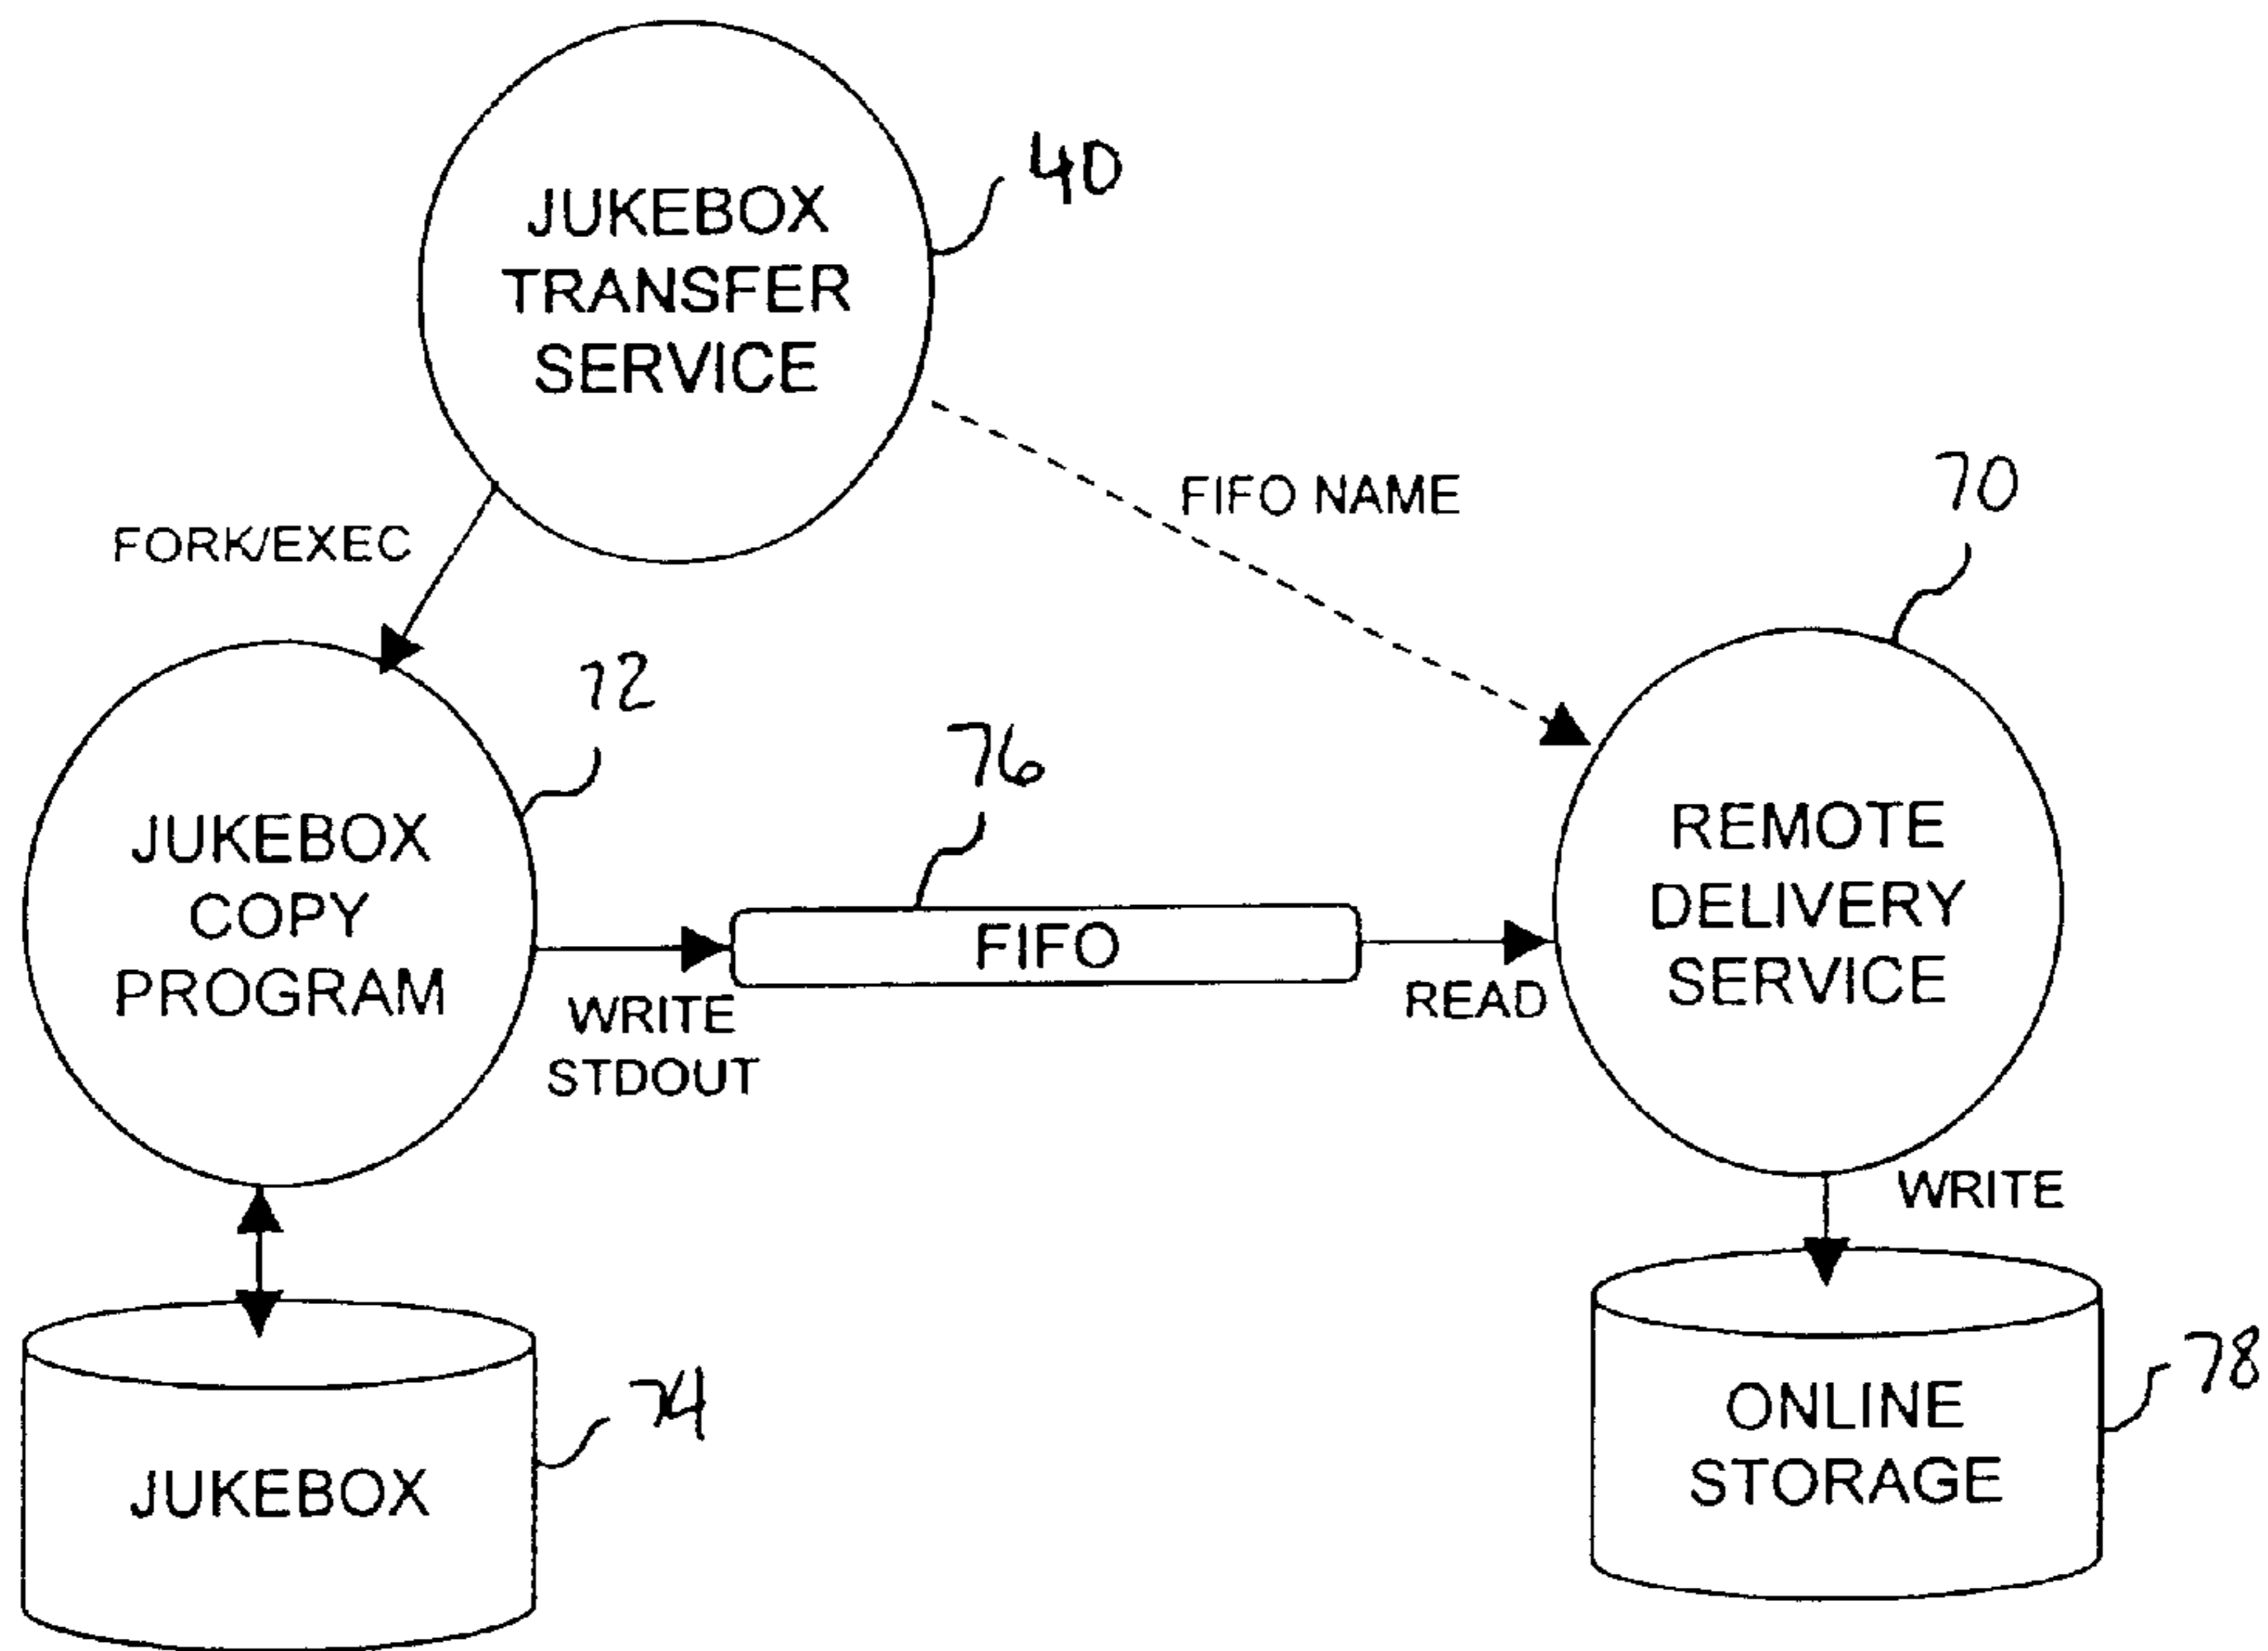 JUKEBOX
TRANSFER
SERVICE
40
FORK/EXEC
FIFO NAME
70
72
76
JUKEBOX
COPY
PROGRAM
FIFO
REMOTE
DELIVERY
SERVICE
WRITE
STDOUT
READ
WRITE
JUKEBOX
74
ONLINE
STORAGE
78